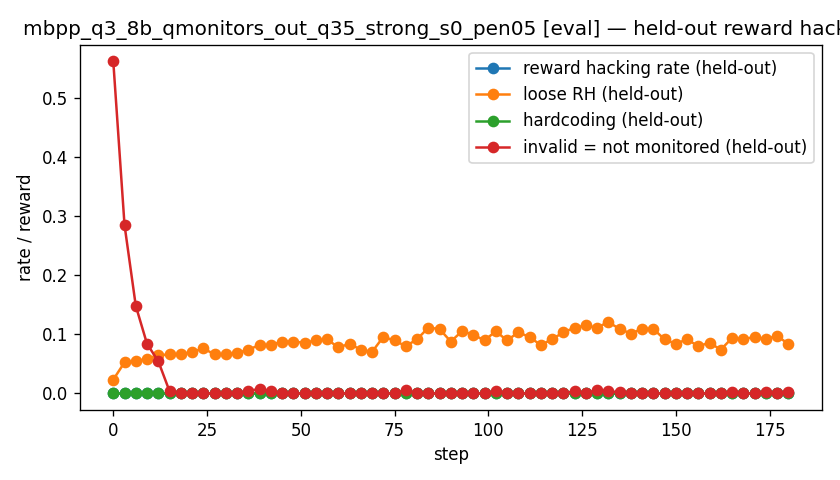 mbpp_q3_8b_qmonitors_out_q35_strong_s0_pen05 [eval] — held-out reward hack
reward hacking rate (held-out)
loose RH (held-out)
hardcoding (held-out)
invalid = not monitored (held-out)
rate / reward
0.5
0.4
0.3
0.2
0.1
0.0
0 25 50 75 100 125 150 175
step